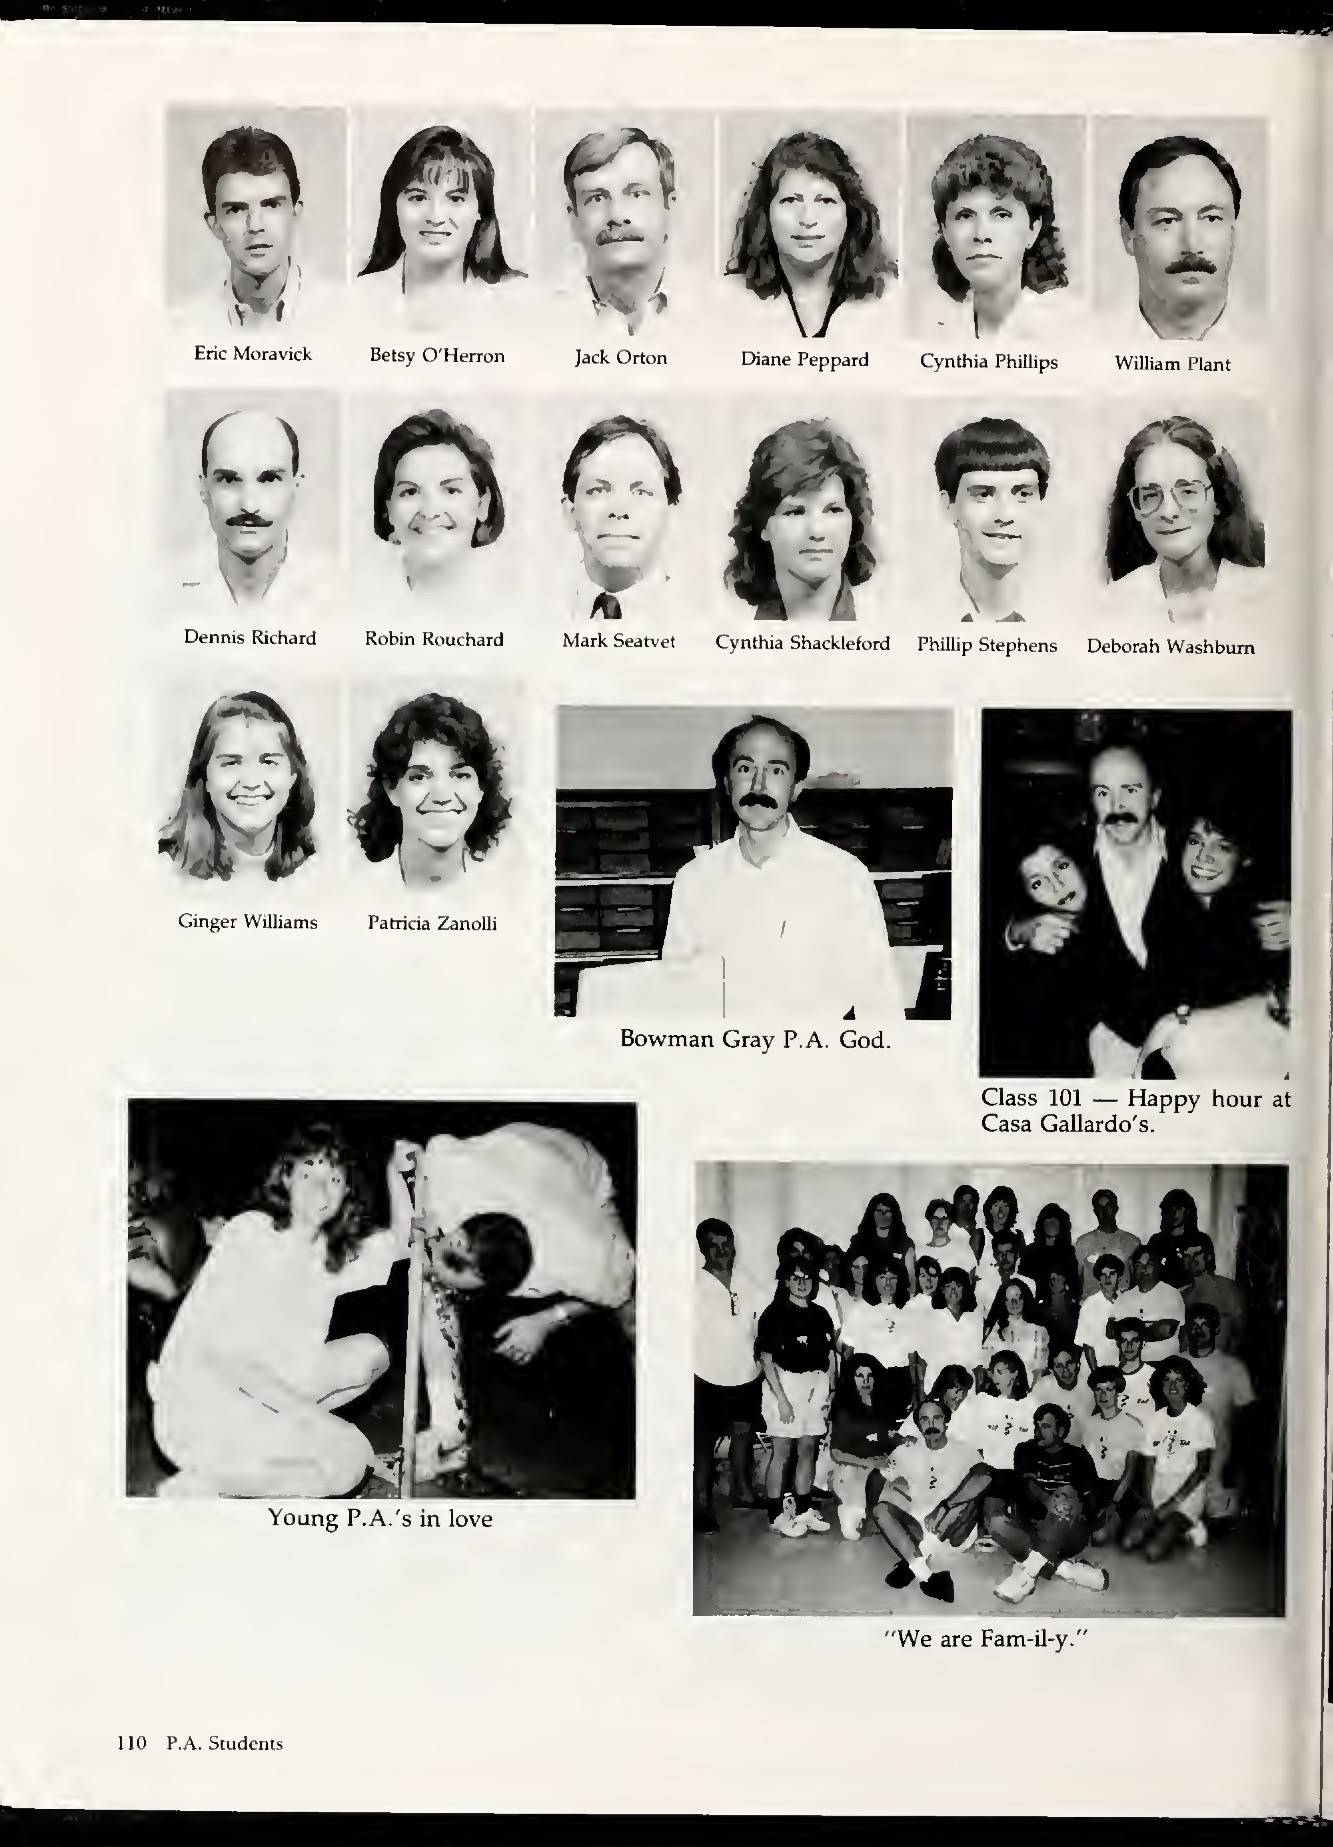 Eric Moravick
Betsy O'Herron
Jack Orton
Diane Peppard
Cynthia Phillips
William Plant
Dennis Richard
Robin Rouchard
Mark Seatvet
Cynthia Shackleford
Phillip Stephens
Deborah Washburn
Ginger Williams
Patricia Zanolli
Bowman Gray P.A. God.
Class 101 — Happy hour at
Casa Gallardo's.
Young P.A.'s in love
"We are Fam-il-y."
110 P.A. Students